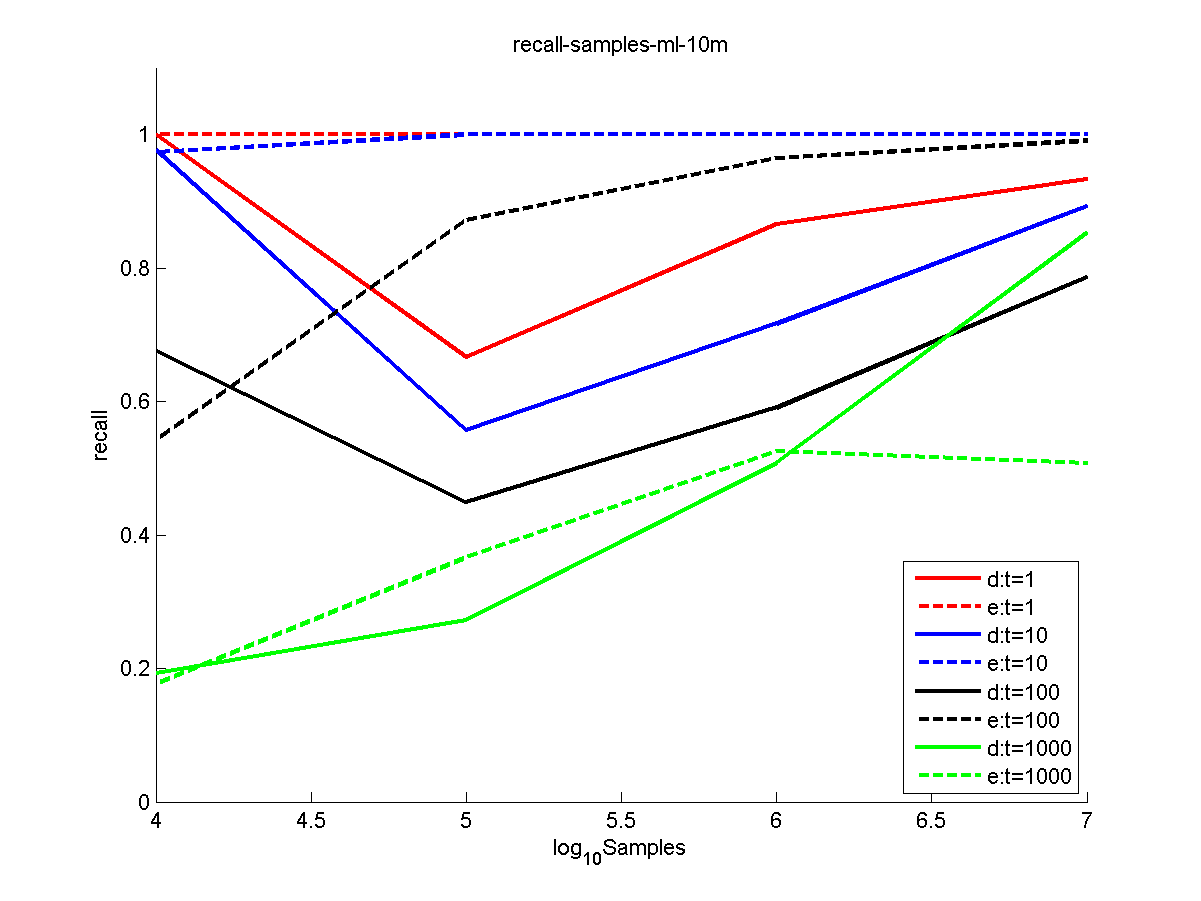 recall-samples-ml-10m
1
0.8
0.6
0.4
0.2
0
recall
4
4.5
5
5.5
6
6.5
7
log10Samples
d:t=1
e:t=1
d:t=10
e:t=10
d:t=100
e:t=100
d:t=1000
e:t=1000